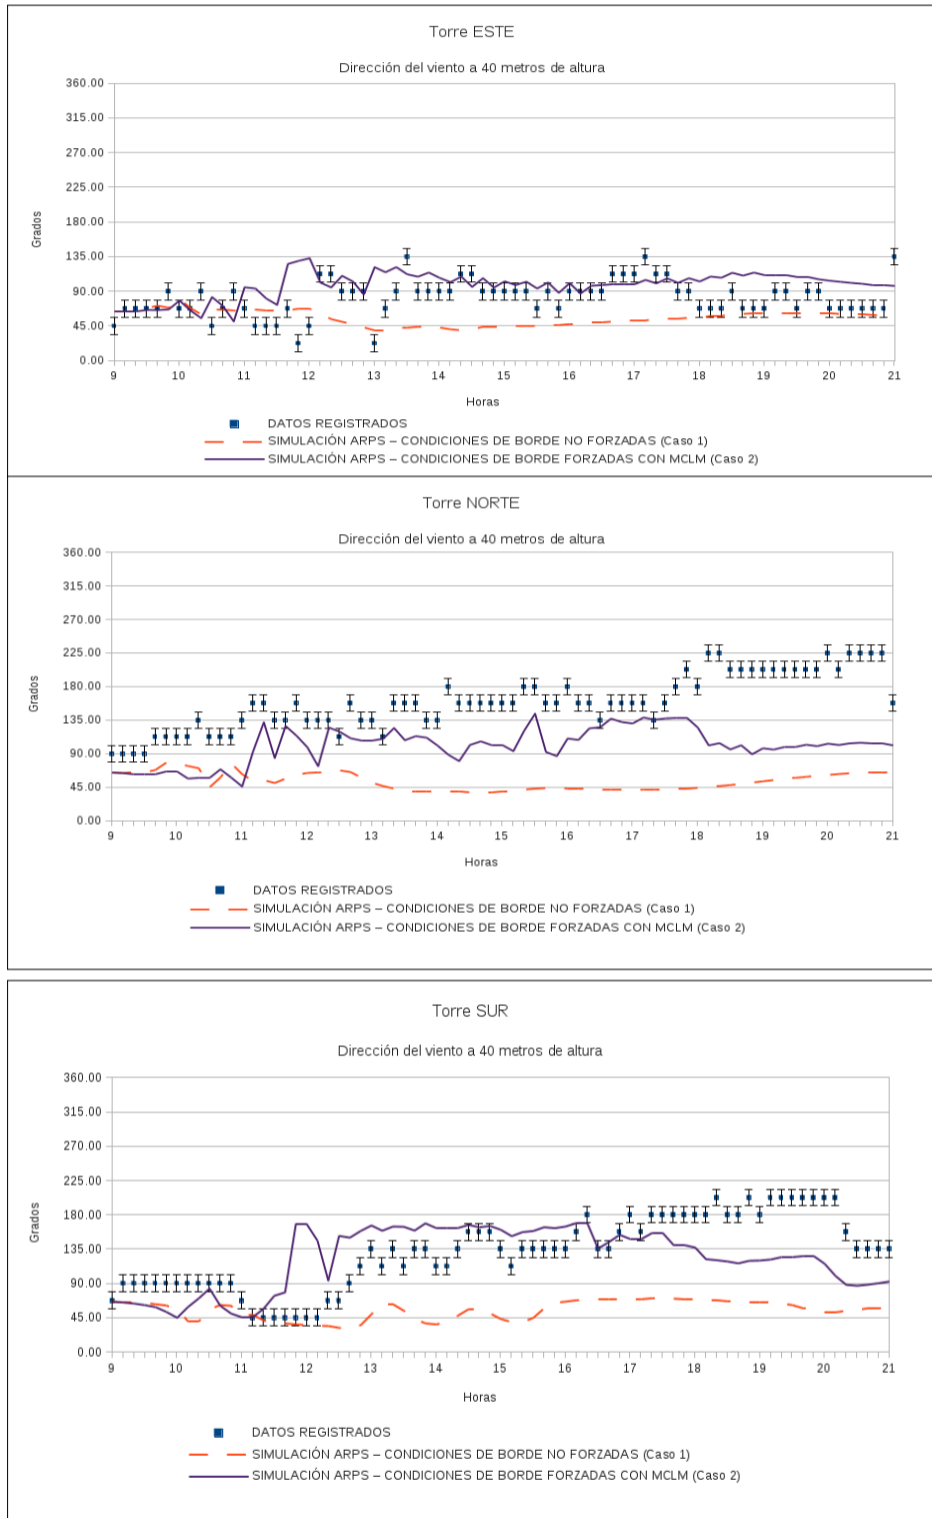 Torre ESTE
Dirección del viento a 40 metros de altura
360.00
315.00
270.00
225.00
180.00
135.00
90.00
45.00
0.00
Grados
9 10 11 12 13 14 15 16 17 18 19 20 21
Horas
DATOS REGISTRADOS
SIMULACIÓN ARPS – CONDICIONES DE BORDE NO FORZADAS (Caso 1)
SIMULACIÓN ARPS – CONDICIONES DE BORDE FORZADAS CON MCLM (Caso 2)
Torre NORTE
Dirección del viento a 40 metros de altura
360.00
315.00
270.00
225.00
180.00
135.00
90.00
45.00
0.00
Grados
9 10 11 12 13 14 15 16 17 18 19 20 21
Horas
DATOS REGISTRADOS
SIMULACIÓN ARPS – CONDICIONES DE BORDE NO FORZADAS (Caso 1)
SIMULACIÓN ARPS – CONDICIONES DE BORDE FORZADAS CON MCLM (Caso 2)
Torre SUR
Dirección del viento a 40 metros de altura
360.00
315.00
270.00
225.00
180.00
135.00
90.00
45.00
0.00
Grados
9 10 11 12 13 14 15 16 17 18 19 20 21
Horas
DATOS REGISTRADOS
SIMULACIÓN ARPS – CONDICIONES DE BORDE NO FORZADAS (Caso 1)
SIMULACIÓN ARPS – CONDICIONES DE BORDE FORZADAS CON MCLM (Caso 2)